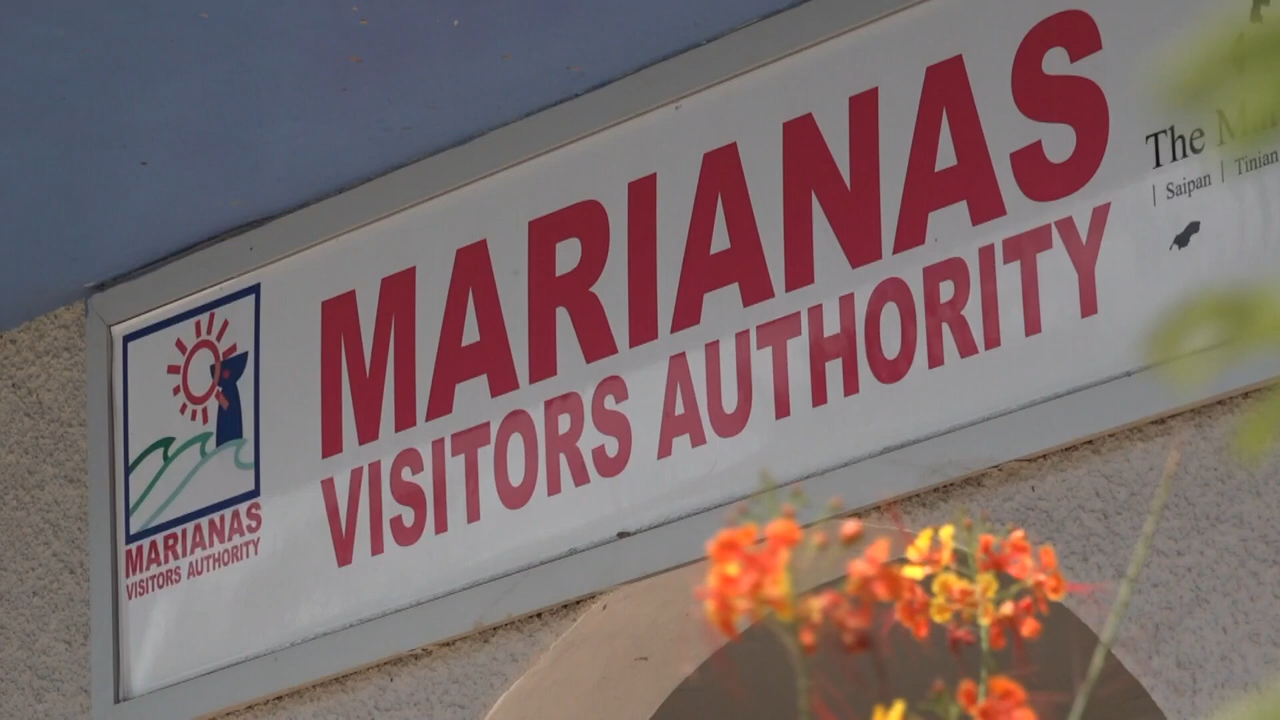 MARIANAS
VISITORS AUTHORITY
MARIANAS
VISITORS AUTHORITY
The
| Saipan | Tinian